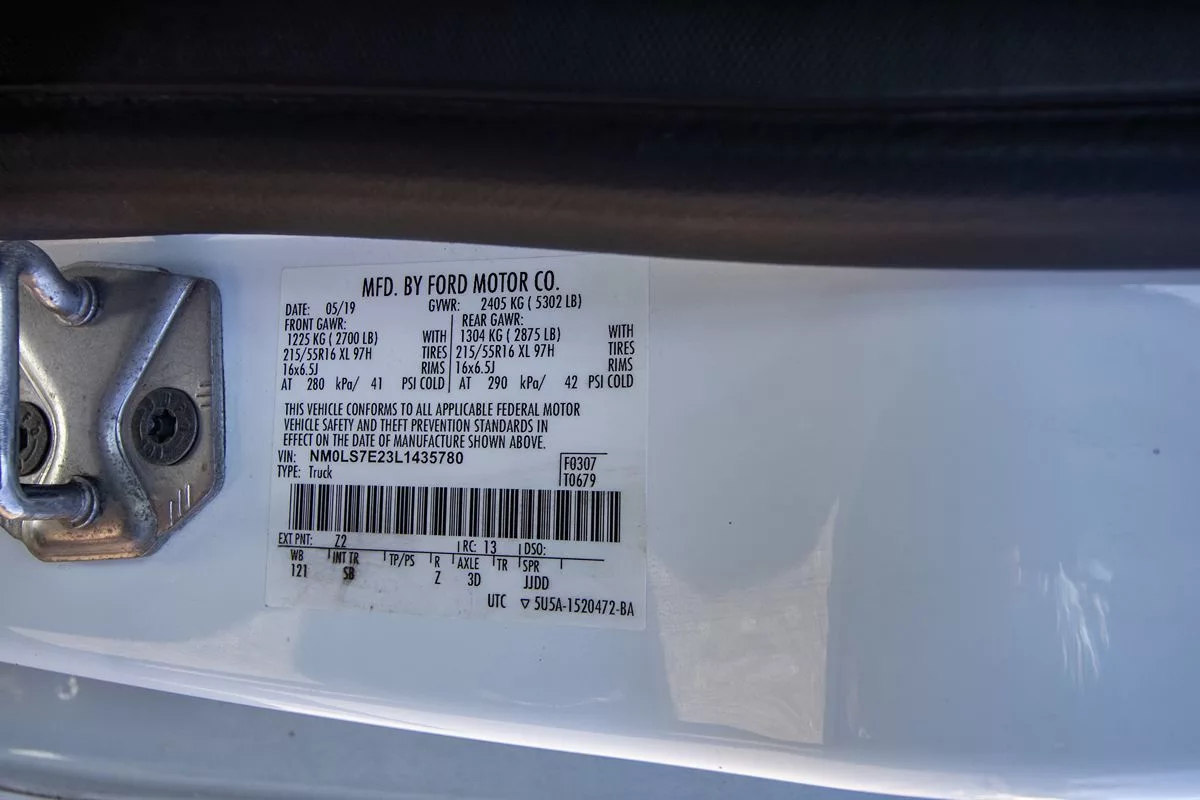 MFD. BY FORD MOTOR CO.
DATE: 05/19 GVWR: 2405 KG ( 5302 LB)
FRONT GAWR: REAR GAWR:
1225 KG ( 2700 LB) WITH 1304 KG ( 2875 LB) WITH
215/55R16 XL 97H TIRES 215/55R16 XL 97H TIRES
16x6.5J RIMS 16x6.5J RIMS
AT 280 kPa/ 41 PSI COLD AT 290 kPa/ 42 PSI COLD
THIS VEHICLE CONFORMS TO ALL APPLICABLE FEDERAL MOTOR
VEHICLE SAFETY AND THEFT PREVENTION STANDARDS IN
EFFECT ON THE DATE OF MANUFACTURE SHOWN ABOVE.
VIN: NM0LS7E23L1435780 F0307
TYPE: Truck T0679
EXT PNT: Z2 RC: 13 DSO:
WB INT TR TP/PS R AXLE TR SPR
121 SB Z 3D JJDD
UTC ▽ 5U5A-1520472-BA